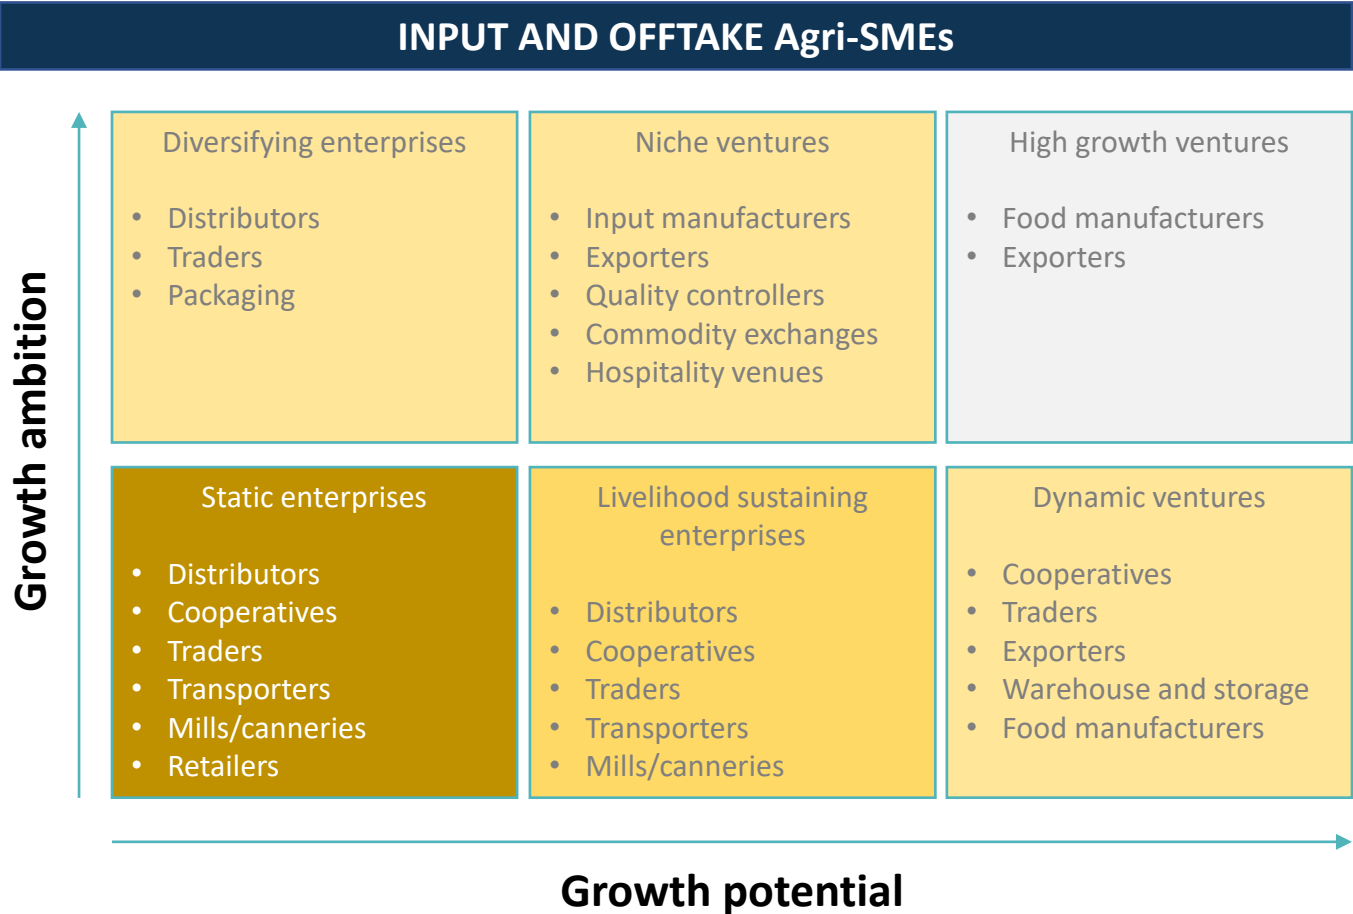 INPUT AND OFFTAKE Agri-SMEs
Growth ambition
Diversifying enterprises
• Distributors
• Traders
• Packaging
Niche ventures
• Input manufacturers
• Exporters
• Quality controllers
• Commodity exchanges
• Hospitality venues
High growth ventures
• Food manufacturers
• Exporters
Static enterprises
• Distributors
• Cooperatives
• Traders
• Transporters
• Mills/canneries
• Retailers
Livelihood sustaining
enterprises
• Distributors
• Cooperatives
• Traders
• Transporters
• Mills/canneries
Dynamic ventures
• Cooperatives
• Traders
• Exporters
• Warehouse and storage
• Food manufacturers
Growth potential